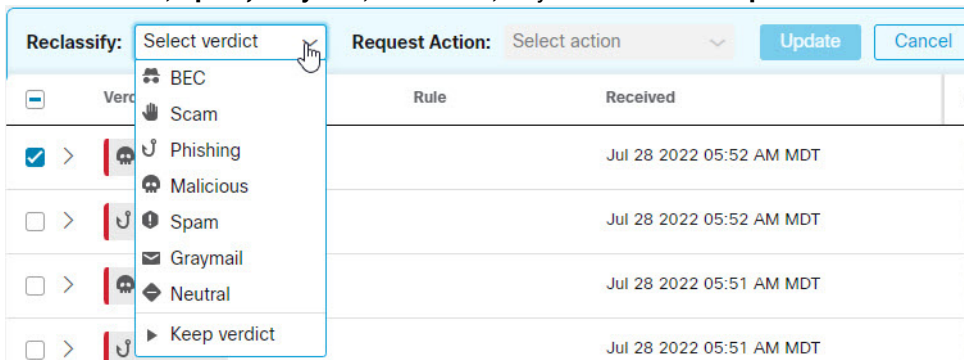 Reclassify: Select verdict Request Action: Select action Update Cancel
Verd Rule Received
BEC
Scam
Phishing
Malicious
Spam
Graymail
Neutral
Keep verdict
Jul 28 2022 05:52 AM MDT
Jul 28 2022 05:52 AM MDT
Jul 28 2022 05:51 AM MDT
Jul 28 2022 05:51 AM MDT